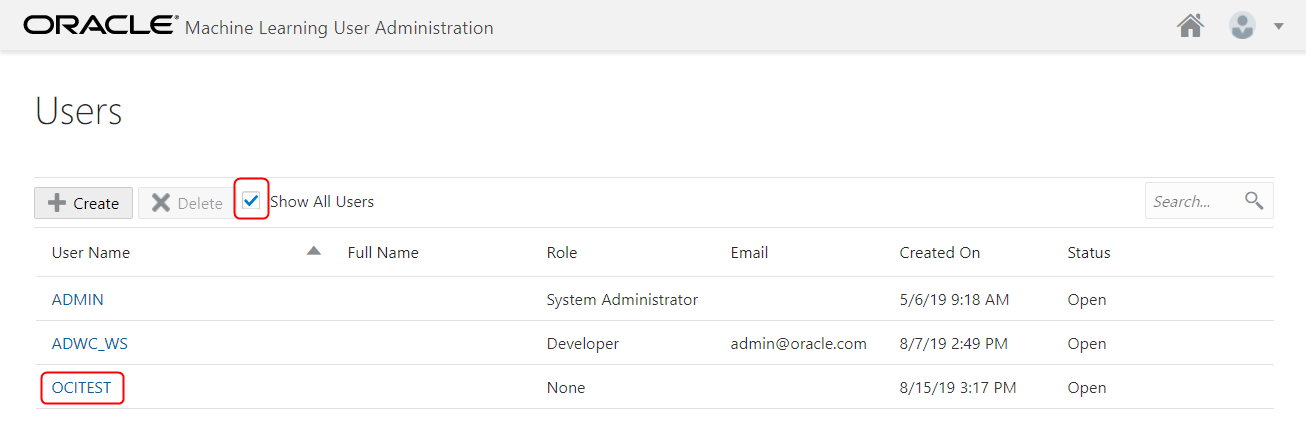 ORACLE® Machine Learning User Administration
Users
Create Delete Show All Users Search...
User Name Full Name Role Email Created On Status
ADMIN System Administrator 5/6/19 9:18 AM Open
ADWC_WS Developer admin@oracle.com 8/7/19 2:49 PM Open
OCITEST None 8/15/19 3:17 PM Open